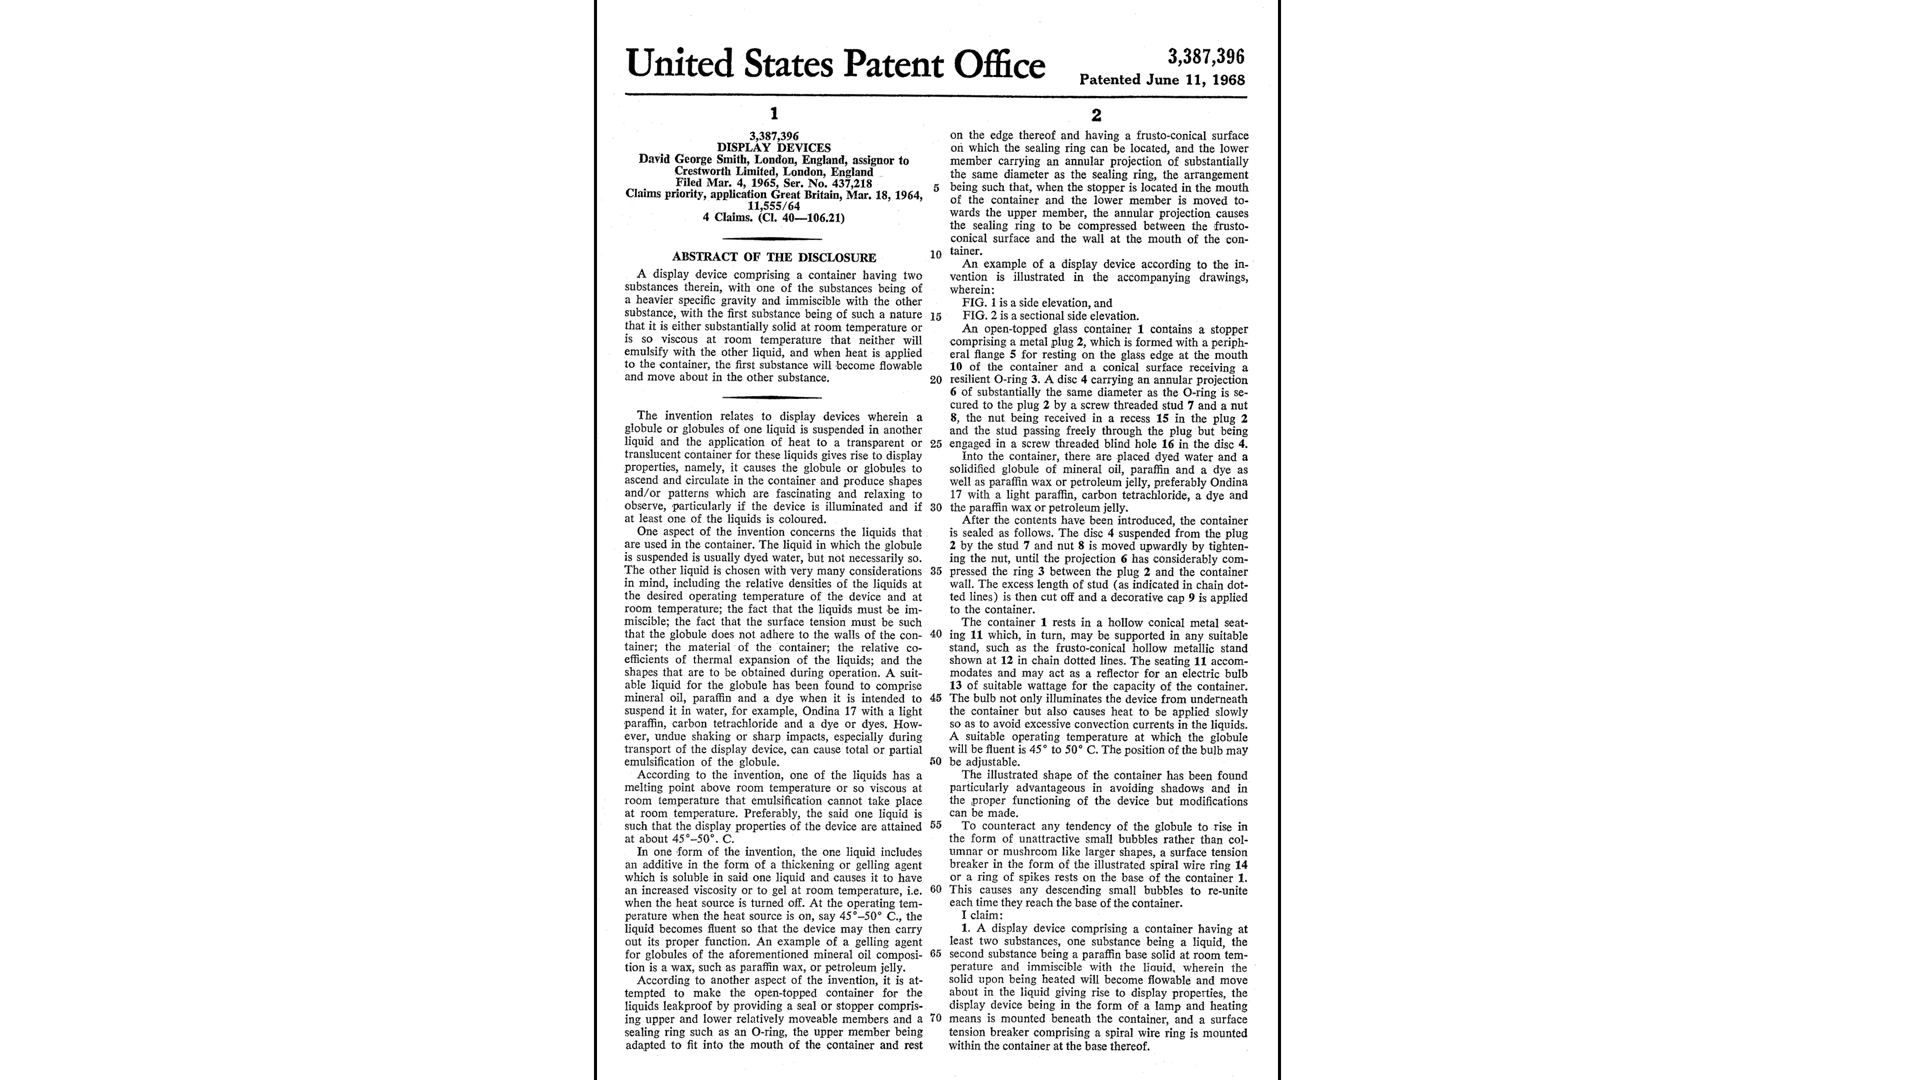 United States Patent Office
3,387,396
Patented June 11, 1968
1
3,387,396
DISPLAY DEVICES
David George Smith, London, England, assignor to
Crestworth Limited, London, England
Filed Mar. 4, 1965, Ser. No. 437,218
Claims priority, application Great Britain, Mar. 18, 1964,
11,555/64
4 Claims. (Cl. 40—106.21)
ABSTRACT OF THE DISCLOSURE
A display device comprising a container having two
substances therein, with one of the substances being of
a heavier specific gravity and immiscible with the other
substance, with the first substance being of such a nature
that it is either substantially solid at room temperature or
is so viscous at room temperature that neither will
emulsify with the other liquid, and when heat is applied
to the container, the first substance will become flowable
and move about in the other substance.
The invention relates to display devices wherein a
globule or globules of one liquid is suspended in another
liquid and the application of heat to a transparent or
translucent container for these liquids gives rise to display
properties, namely, it causes the globule or globules to
ascend and circulate in the container and produce shapes
and/or patterns which are fascinating and relaxing to
observe, particularly if the device is illuminated and if
at least one of the liquids is coloured.
One aspect of the invention concerns the liquids that
are used in the container. The liquid in which the globule
is suspended is usually dyed water, but not necessarily so.
The other liquid is chosen with very many considerations
in mind, including the relative densities of the liquids at
the desired operating temperature of the device and at
room temperature; the fact that the liquids must be im-
miscible; the fact that the surface tension must be such
that the globule does not adhere to the walls of the con-
tainer; the material of the container; the relative co-
efficients of thermal expansion of the liquids; and the
shapes that are to be obtained during operation. A suit-
able liquid for the globule has been found to comprise
mineral oil, paraffin and a dye when it is intended to
suspend it in water, for example, Ondina 17 with a light
paraffin, carbon tetrachloride and a dye or dyes. How-
ever, undue shaking or sharp impacts, especially during
transport of the display device, can cause total or partial
emulsification of the globule.
According to the invention, one of the liquids has a
melting point above room temperature or so viscous at
room temperature that emulsification cannot take place
at room temperature. Preferably, the said one liquid is
such that the display properties of the device are attained
at about 45°–50°. C.
In one form of the invention, the one liquid includes
an additive in the form of a thickening or gelling agent
which is soluble in said one liquid and causes it to have
an increased viscosity or to gel at room temperature, i.e.
when the heat source is turned off. At the operating tem-
perature when the heat source is on, say 45°–50° C., the
liquid becomes fluent so that the device may then carry
out its proper function. An example of a gelling agent
for globules of the aforementioned mineral oil composi-
tion is a wax, such as paraffin wax, or petroleum jelly.
According to another aspect of the invention, it is at-
tempted to make the open-topped container for the
liquids leakproof by providing a seal or stopper compris-
ing upper and lower relatively moveable members and a
sealing ring such as an O-ring, the upper member being
adapted to fit into the mouth of the container and rest
5
10
15
20
25
30
35
40
45
50
55
60
65
70
2
on the edge thereof and having a frusto-conical surface
on which the sealing ring can be located, and the lower
member carrying an annular projection of substantially
the same diameter as the sealing ring, the arrangement
being such that, when the stopper is located in the mouth
of the container and the lower member is moved to-
wards the upper member, the annular projection causes
the sealing ring to be compressed between the frusto-
conical surface and the wall at the mouth of the con-
tainer.
An example of a display device according to the in-
vention is illustrated in the accompanying drawings,
wherein:
FIG. 1 is a side elevation, and
FIG. 2 is a sectional side elevation.
An open-topped glass container 1 contains a stopper
comprising a metal plug 2, which is formed with a periph-
eral flange 5 for resting on the glass edge at the mouth
10 of the container and a conical surface receiving a
resilient O-ring 3. A disc 4 carrying an annular projection
6 of substantially the same diameter as the O-ring is se-
cured to the plug 2 by a screw threaded stud 7 and a nut
8, the nut being received in a recess 15 in the plug 2
and the stud passing freely through the plug but being
engaged in a screw threaded blind hole 16 in the disc 4.
Into the container, there are placed dyed water and a
solidified globule of mineral oil, paraffin and a dye as
well as paraffin wax or petroleum jelly, preferably Ondina
17 with a light paraffin, carbon tetrachloride, a dye and
the paraffin wax or petroleum jelly.
After the contents have been introduced, the container
is sealed as follows. The disc 4 suspended from the plug
2 by the stud 7 and nut 8 is moved upwardly by tighten-
ing the nut, until the projection 6 has considerably com-
pressed the ring 3 between the plug 2 and the container
wall. The excess length of stud (as indicated in chain dot-
ted lines) is then cut off and a decorative cap 9 is applied
to the container.
The container 1 rests in a hollow conical metal seat-
ing 11 which, in turn, may be supported in any suitable
stand, such as the frusto-conical hollow metallic stand
shown at 12 in chain dotted lines. The seating 11 accom-
modates and may act as a reflector for an electric bulb
13 of suitable wattage for the capacity of the container.
The bulb not only illuminates the device from underneath
the container but also causes heat to be applied slowly
so as to avoid excessive convection currents in the liquids.
A suitable operating temperature at which the globule
will be fluent is 45° to 50° C. The position of the bulb may
be adjustable.
The illustrated shape of the container has been found
particularly advantageous in avoiding shadows and in
the proper functioning of the device but modifications
can be made.
To counteract any tendency of the globule to rise in
the form of unattractive small bubbles rather than col-
umnar or mushroom like larger shapes, a surface tension
breaker in the form of the illustrated spiral wire ring 14
or a ring of spikes rests on the base of the container 1.
This causes any descending small bubbles to re-unite
each time they reach the base of the container.
I claim:
1. A display device comprising a container having at
least two substances, one substance being a liquid, the
second substance being a paraffin base solid at room tem-
perature and immiscible with the liquid, wherein the
solid upon being heated will become flowable and move
about in the liquid giving rise to display properties, the
display device being in the form of a lamp and heating
means is mounted beneath the container, and a surface
tension breaker comprising a spiral wire ring is mounted
within the container at the base thereof.